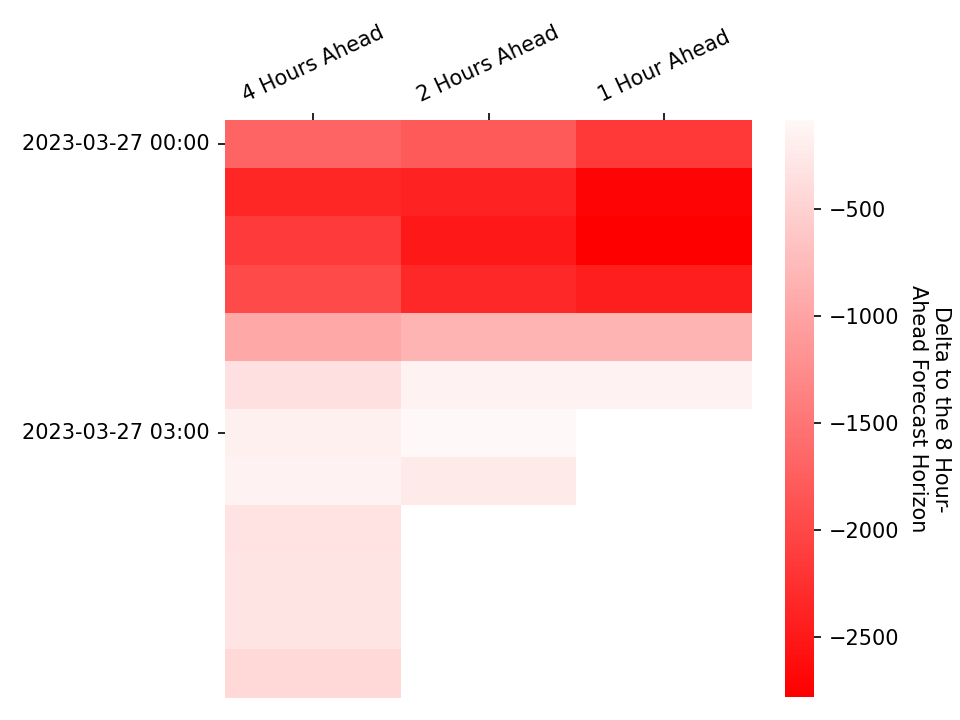 4 Hours Ahead
2 Hours Ahead
1 Hour Ahead
2023-03-27 00:00
2023-03-27 03:00
−500
−1000
−1500
−2000
−2500
Delta to the 8 Hour-
Ahead Forecast Horizon